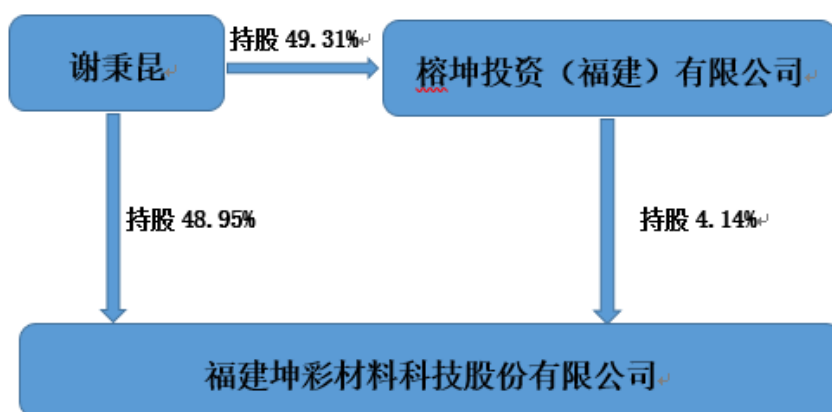 持股 49.31%
谢秉昆
榕坤投资（福建）有限公司
持股 48.95%
持股 4.14%
福建坤彩材料科技股份有限公司